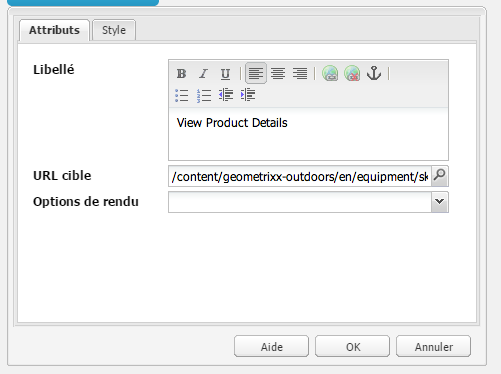 Attributs Style
Libellé
B I U
View Product Details
URL cible /content/geometrixx-outdoors/en/equipment/sk
Options de rendu
Aide OK Annuler